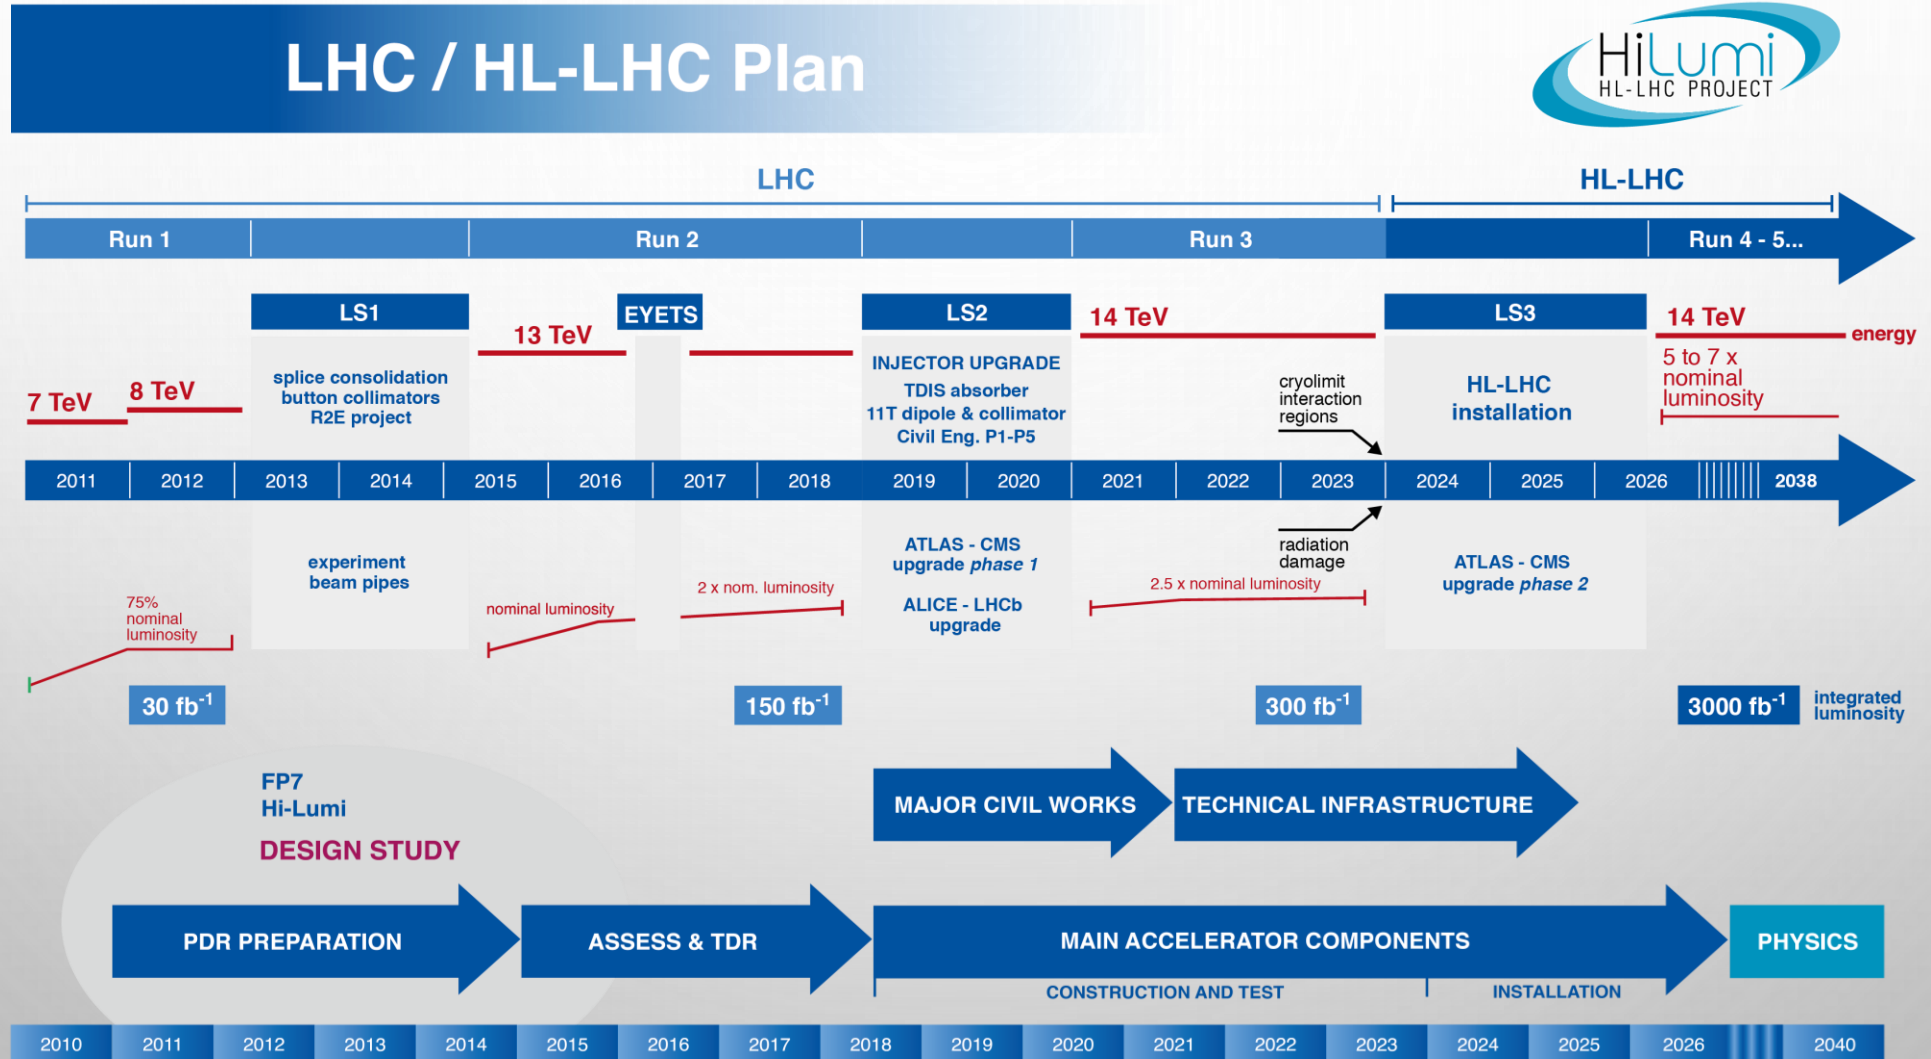 LHC / HL-LHC Plan
HiLumi
HL-LHC PROJECT
LHC
HL-LHC
Run 1
Run 2
Run 3
Run 4 - 5...
LS1
EYETS
LS2
LS3
7 TeV
8 TeV
13 TeV
14 TeV
14 TeV
energy
splice consolidation
button collimators
R2E project
INJECTOR UPGRADE
TDIS absorber
11T dipole & collimator
Civil Eng. P1-P5
cryolimit
interaction
regions
HL-LHC
installation
5 to 7 x
nominal
luminosity
2011
2012
2013
2014
2015
2016
2017
2018
2019
2020
2021
2022
2023
2024
2025
2026
2038
75%
nominal
luminosity
experiment
beam pipes
nominal luminosity
2 x nom. luminosity
ATLAS - CMS
upgrade phase 1
ALICE - LHCb
upgrade
radiation
damage
2.5 x nominal luminosity
ATLAS - CMS
upgrade phase 2
30 fb-1
150 fb-1
300 fb-1
3000 fb-1
integrated
luminosity
FP7
Hi-Lumi
DESIGN STUDY
MAJOR CIVIL WORKS
TECHNICAL INFRASTRUCTURE
PDR PREPARATION
ASSESS & TDR
MAIN ACCELERATOR COMPONENTS
PHYSICS
CONSTRUCTION AND TEST
INSTALLATION
2010
2011
2012
2013
2014
2015
2016
2017
2018
2019
2020
2021
2022
2023
2024
2025
2026
2040